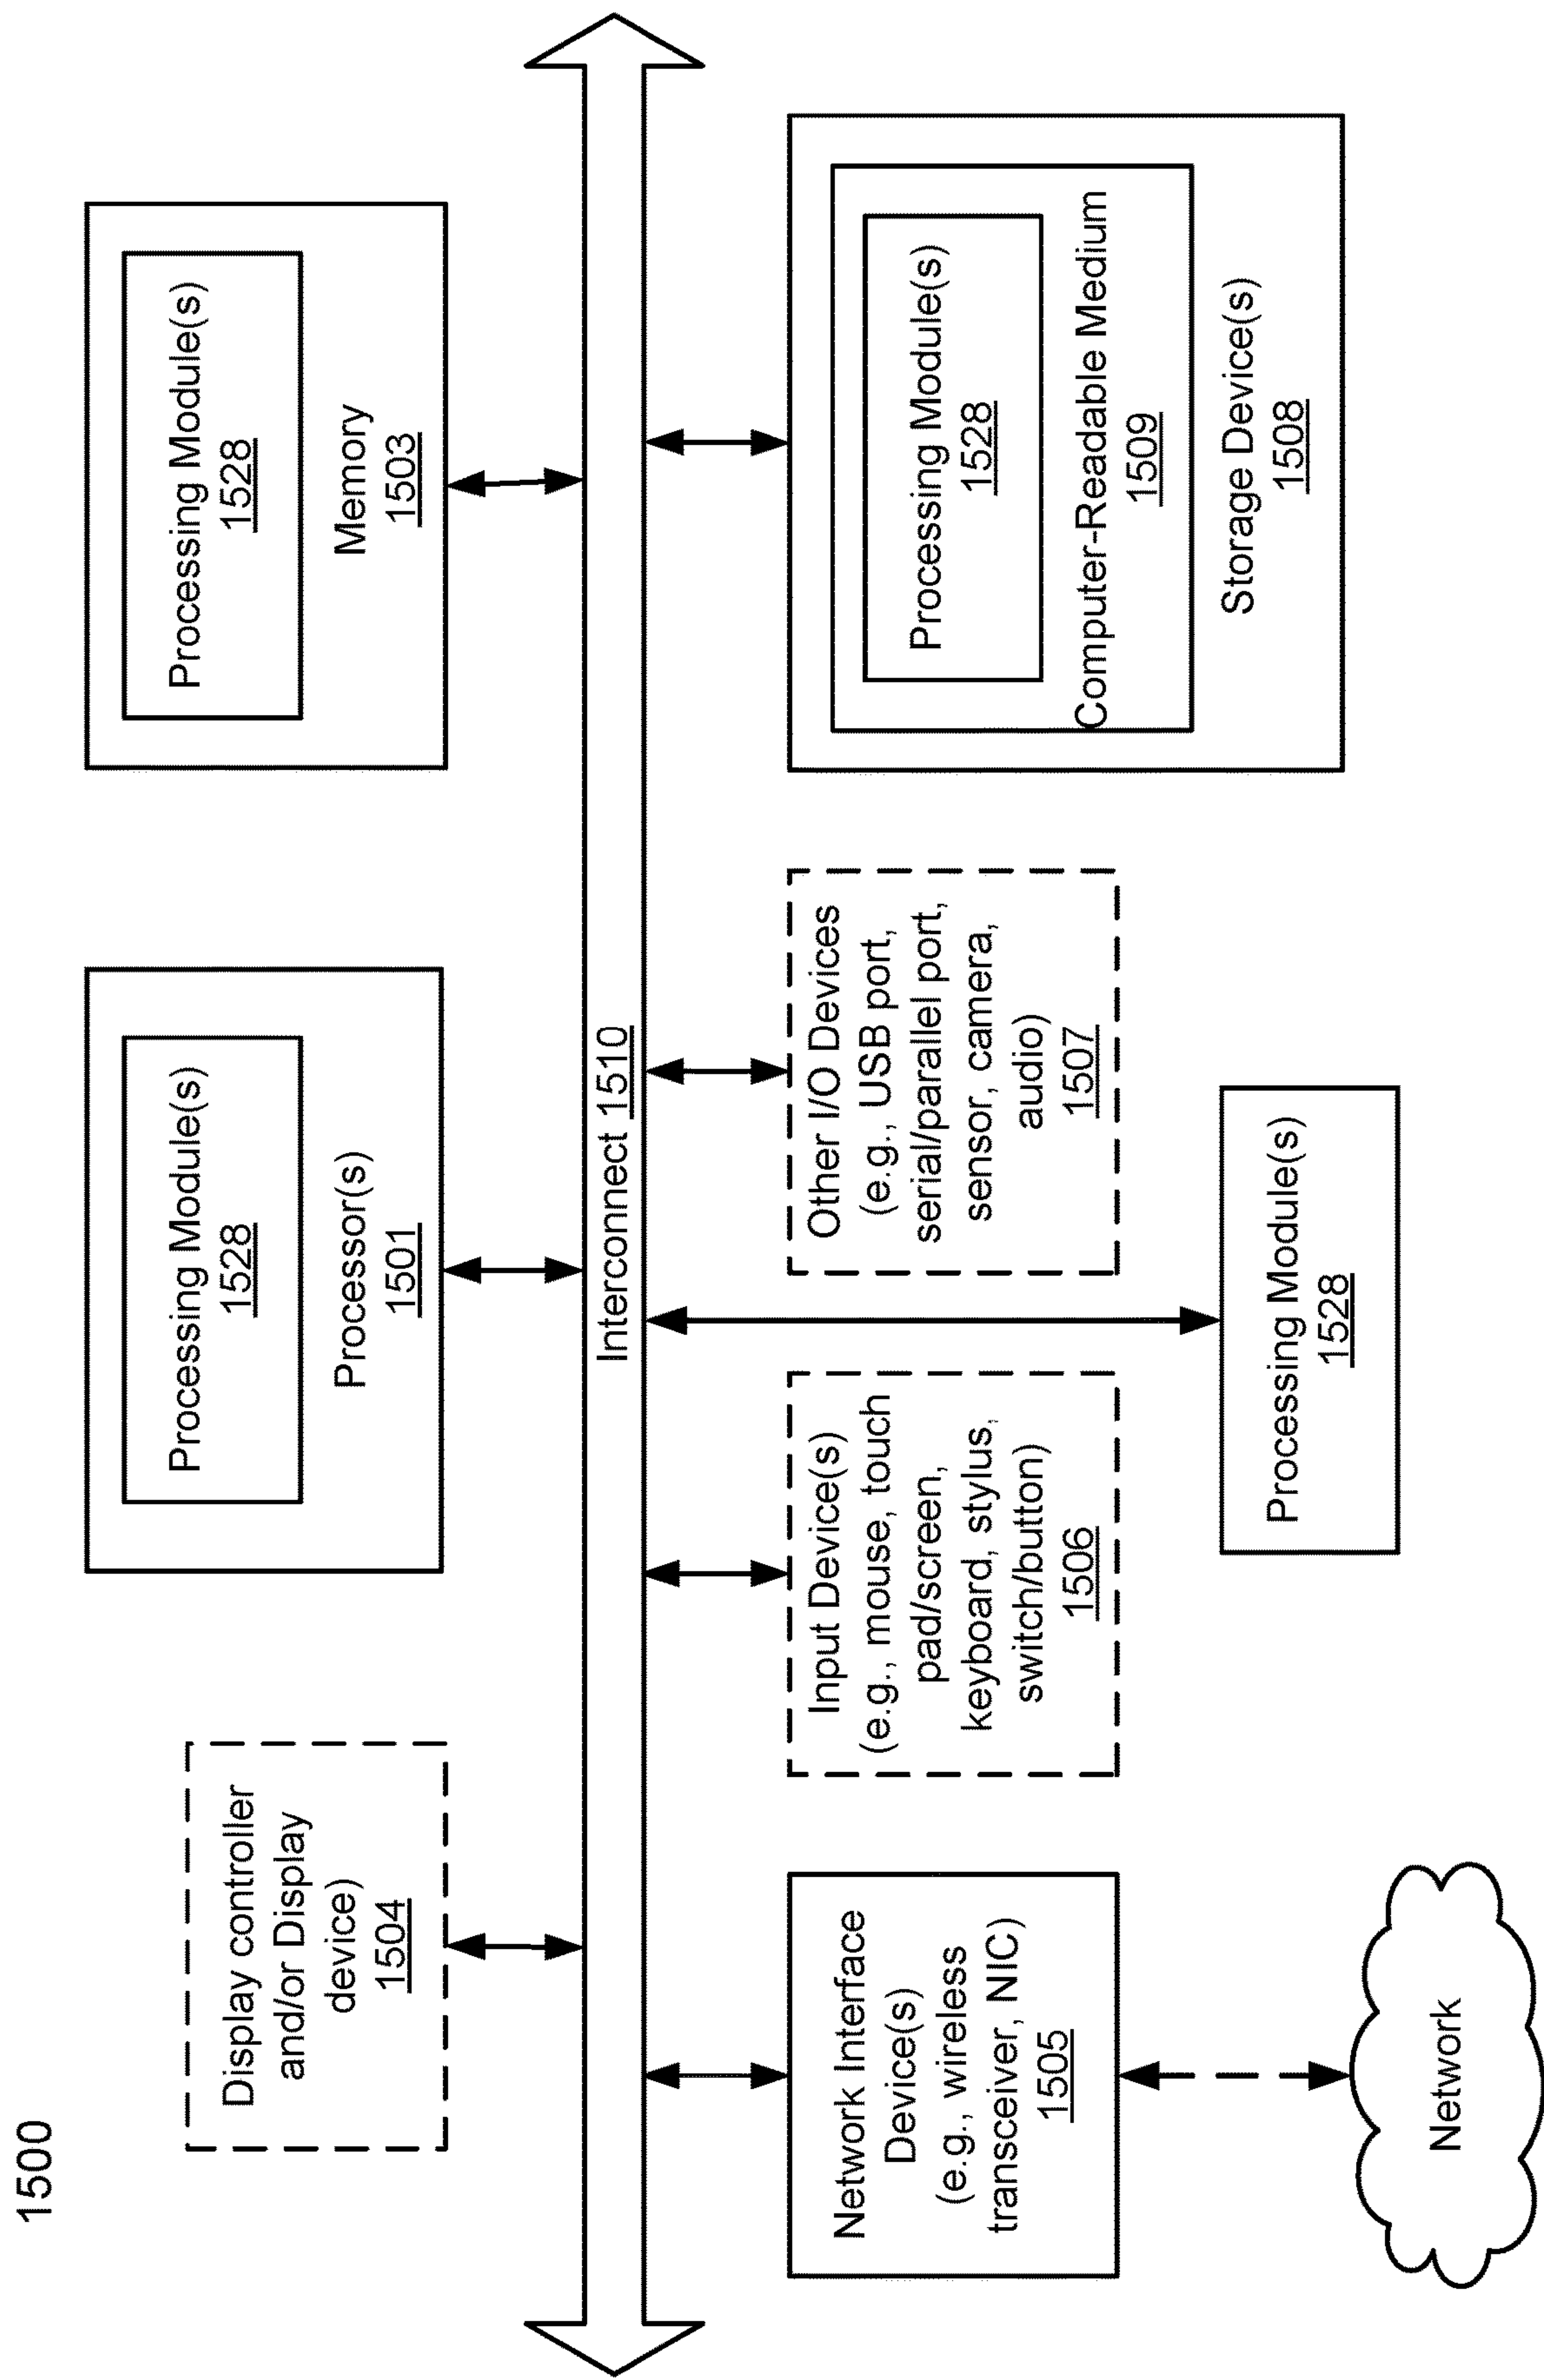 1500
Display controller
and/or Display
device)
1504
Processing Module(s)
1528
Processor(s)
1501
Processing Module(s)
1528
Memory
1503
Interconnect 1510
Network Interface
Device(s)
(e.g., wireless
transceiver, NIC)
1505
Input Device(s)
(e.g., mouse, touch
pad/screen,
keyboard, stylus,
switch/button)
1506
Other I/O Devices
(e.g., USB port,
serial/parallel port,
sensor, camera,
audio)
1507
Processing Module(s)
1528
Computer-Readable Medium
1509
Storage Device(s)
1508
Network
Processing Module(s)
1528